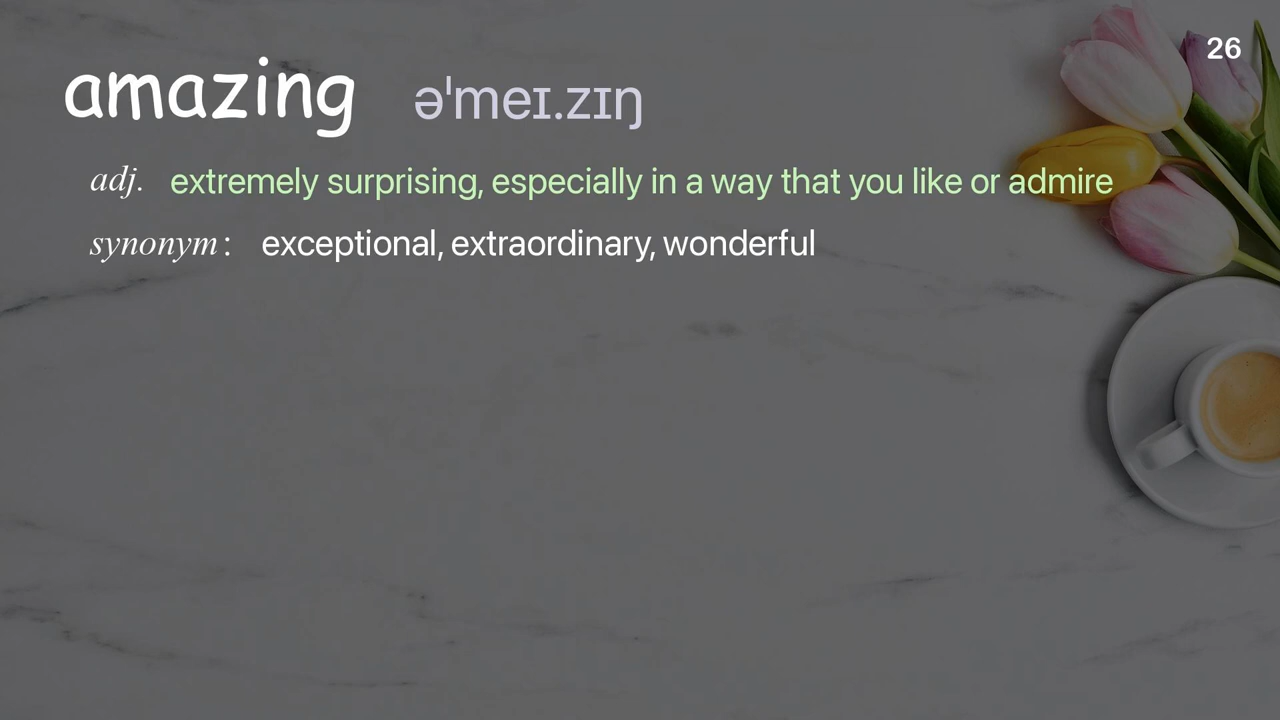 26
amazing əˈmeɪ.zɪŋ
adj. extremely surprising, especially in a way that you like or admire
synonym: exceptional, extraordinary, wonderful